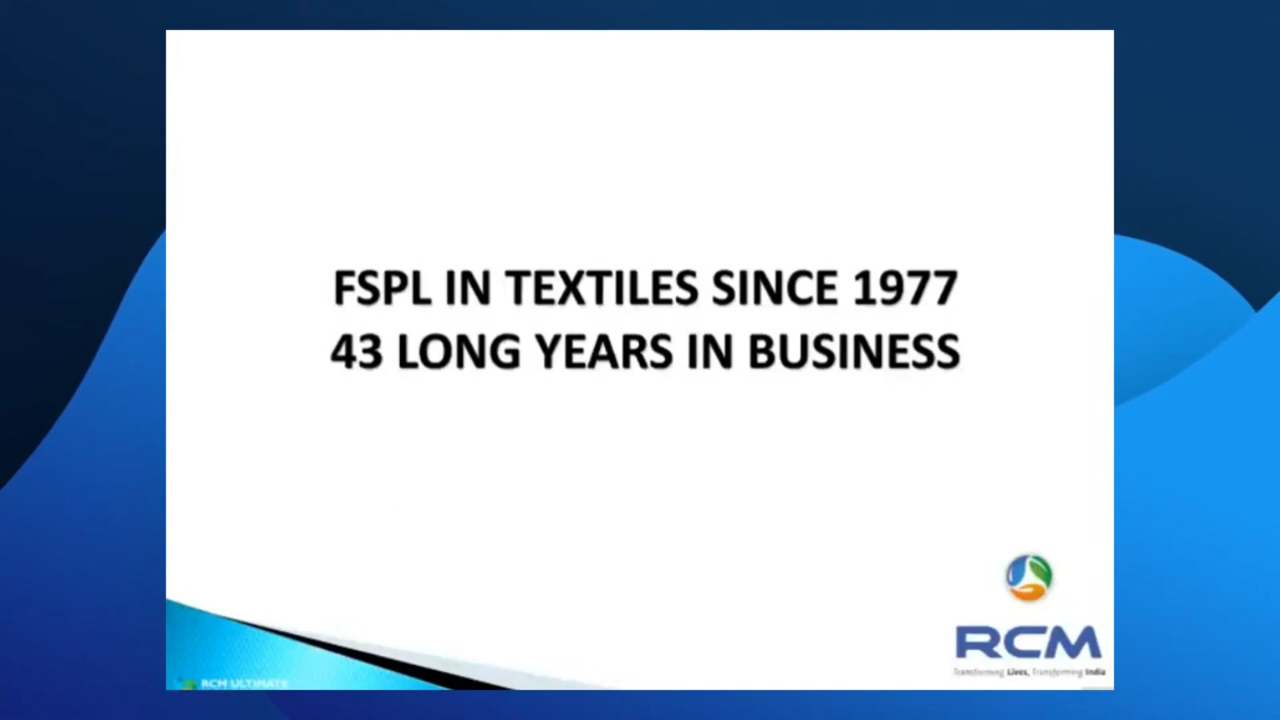 FSPL IN TEXTILES SINCE 1977
43 LONG YEARS IN BUSINESS
RCM
Transforming Lives, Transforming India
RCM ULTIMATE